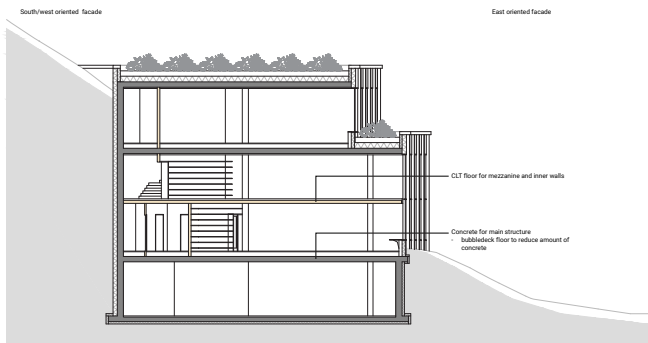 South/west oriented facade
East oriented facade
CLT floor for mezzanine and inner walls
Concrete for main structure
- bubbledeck floor to reduce amount of
concrete